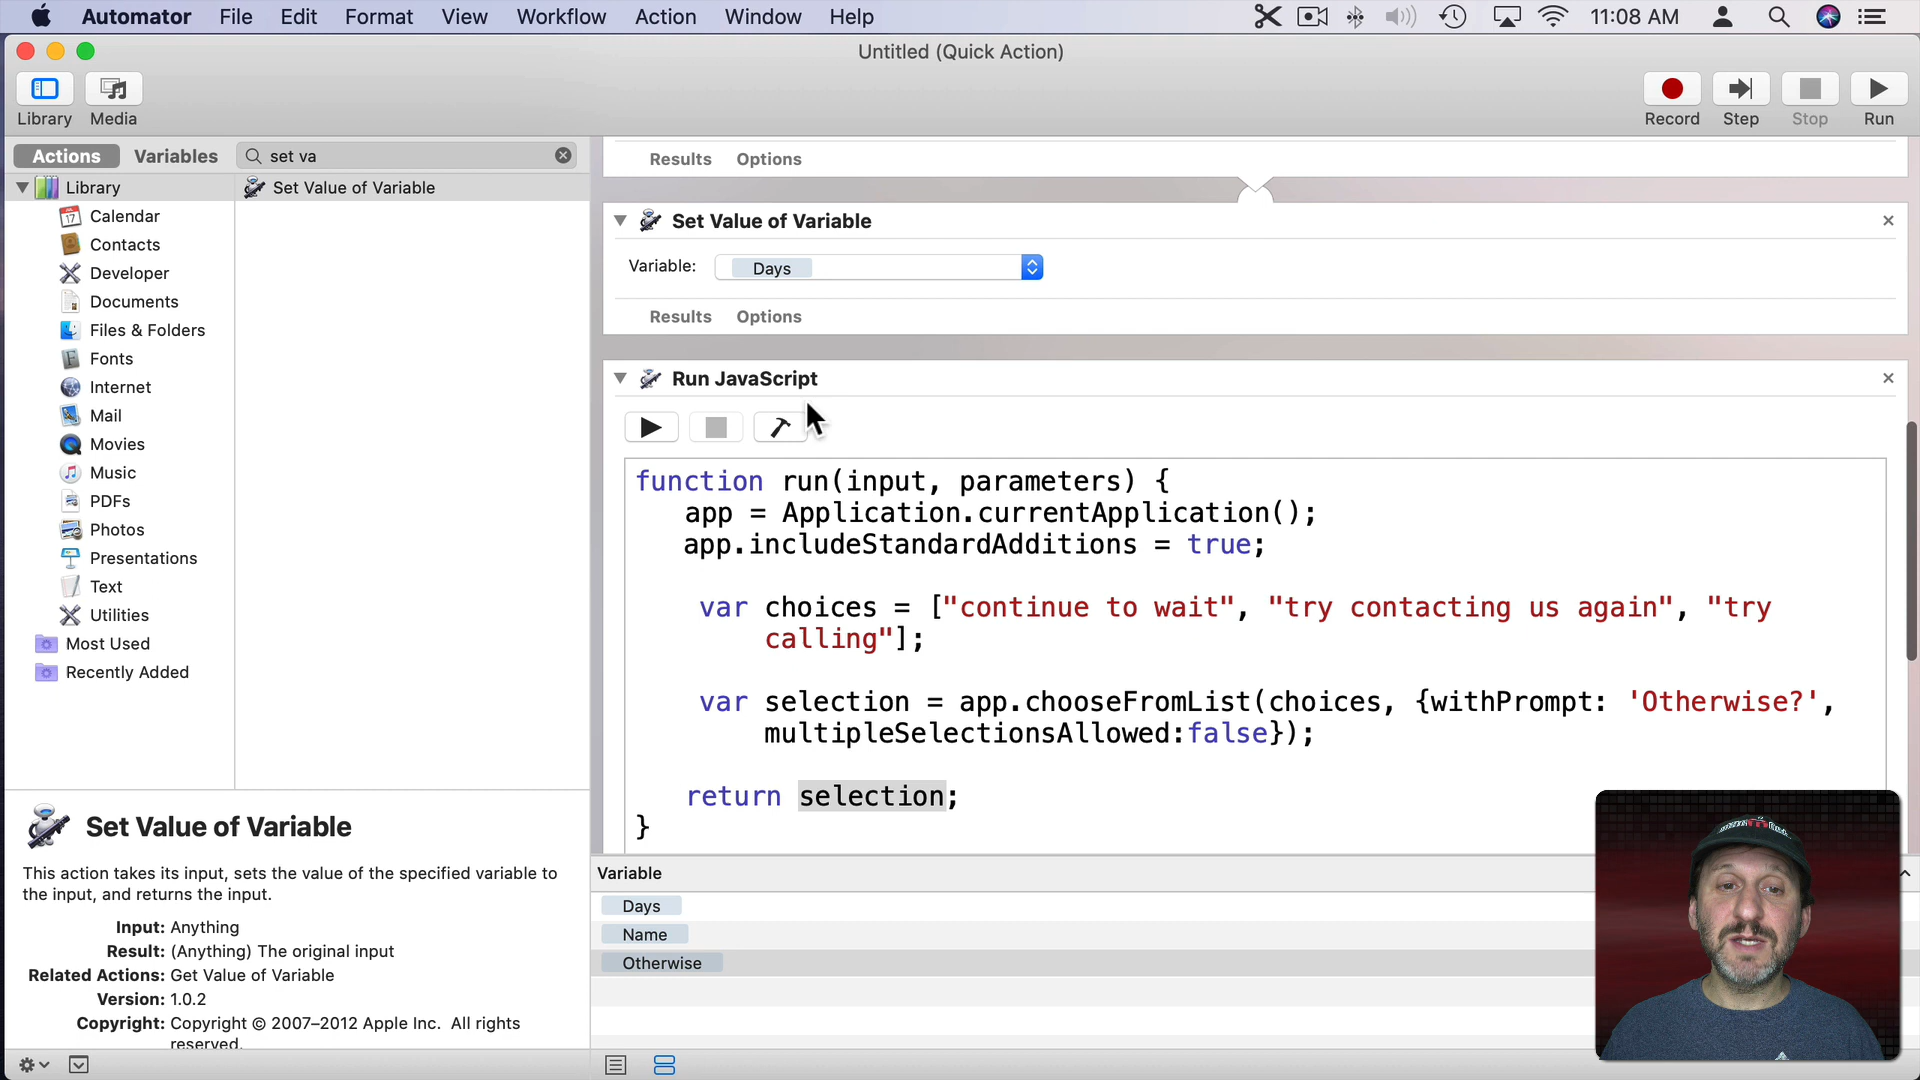 Automator File Edit Format View Workflow Action Window Help 11:08 AM
Untitled (Quick Action)
Library Media Record Step Stop Run
Actions Variables set va
Library
Calendar
Contacts
Developer
Documents
Files & Folders
Fonts
Internet
Mail
Movies
Music
PDFs
Photos
Presentations
Text
Utilities
Most Used
Recently Added
Set Value of Variable
Set Value of Variable
This action takes its input, sets the value of the specified variable to
the input, and returns the input.
Input: Anything
Result: (Anything) The original input
Related Actions: Get Value of Variable
Version: 1.0.2
Copyright: Copyright © 2007–2012 Apple Inc. All rights
reserved.
Results Options
Set Value of Variable
Variable: Days
Results Options
Run JavaScript
function run(input, parameters) {
app = Application.currentApplication();
app.includeStandardAdditions = true;
var choices = ["continue to wait", "try contacting us again", "try
calling"];
var selection = app.chooseFromList(choices, {withPrompt: 'Otherwise?',
multipleSelectionsAllowed:false});
return selection;
}
Variable
Days
Name
Otherwise